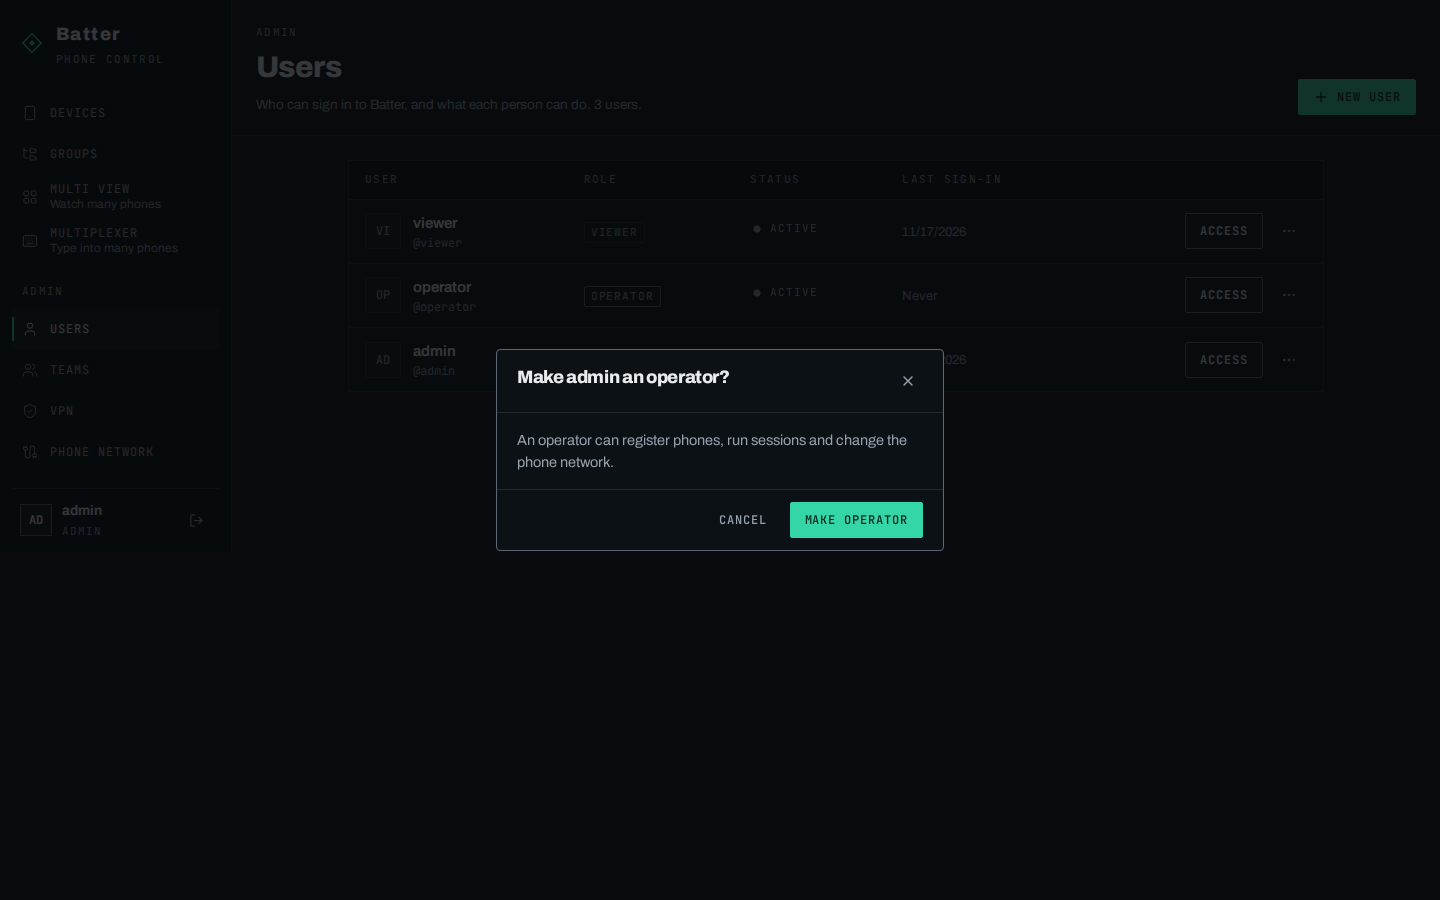 Batter
PHONE CONTROL
DEVICES
GROUPS
MULTI VIEW
Watch many phones
MULTIPLEXER
Type into many phones
ADMIN
USERS
TEAMS
VPN
PHONE NETWORK
AD
admin
ADMIN
ADMIN
Users
Who can sign in to Batter, and what each person can do. 3 users.
NEW USER
USER ROLE STATUS LAST SIGN-IN
VI viewer @viewer VIEWER ACTIVE 11/17/2026 ACCESS
OP operator @operator OPERATOR ACTIVE Never ACCESS
AD admin @admin 026 ACCESS
Make admin an operator?
An operator can register phones, run sessions and change the
phone network.
CANCEL MAKE OPERATOR